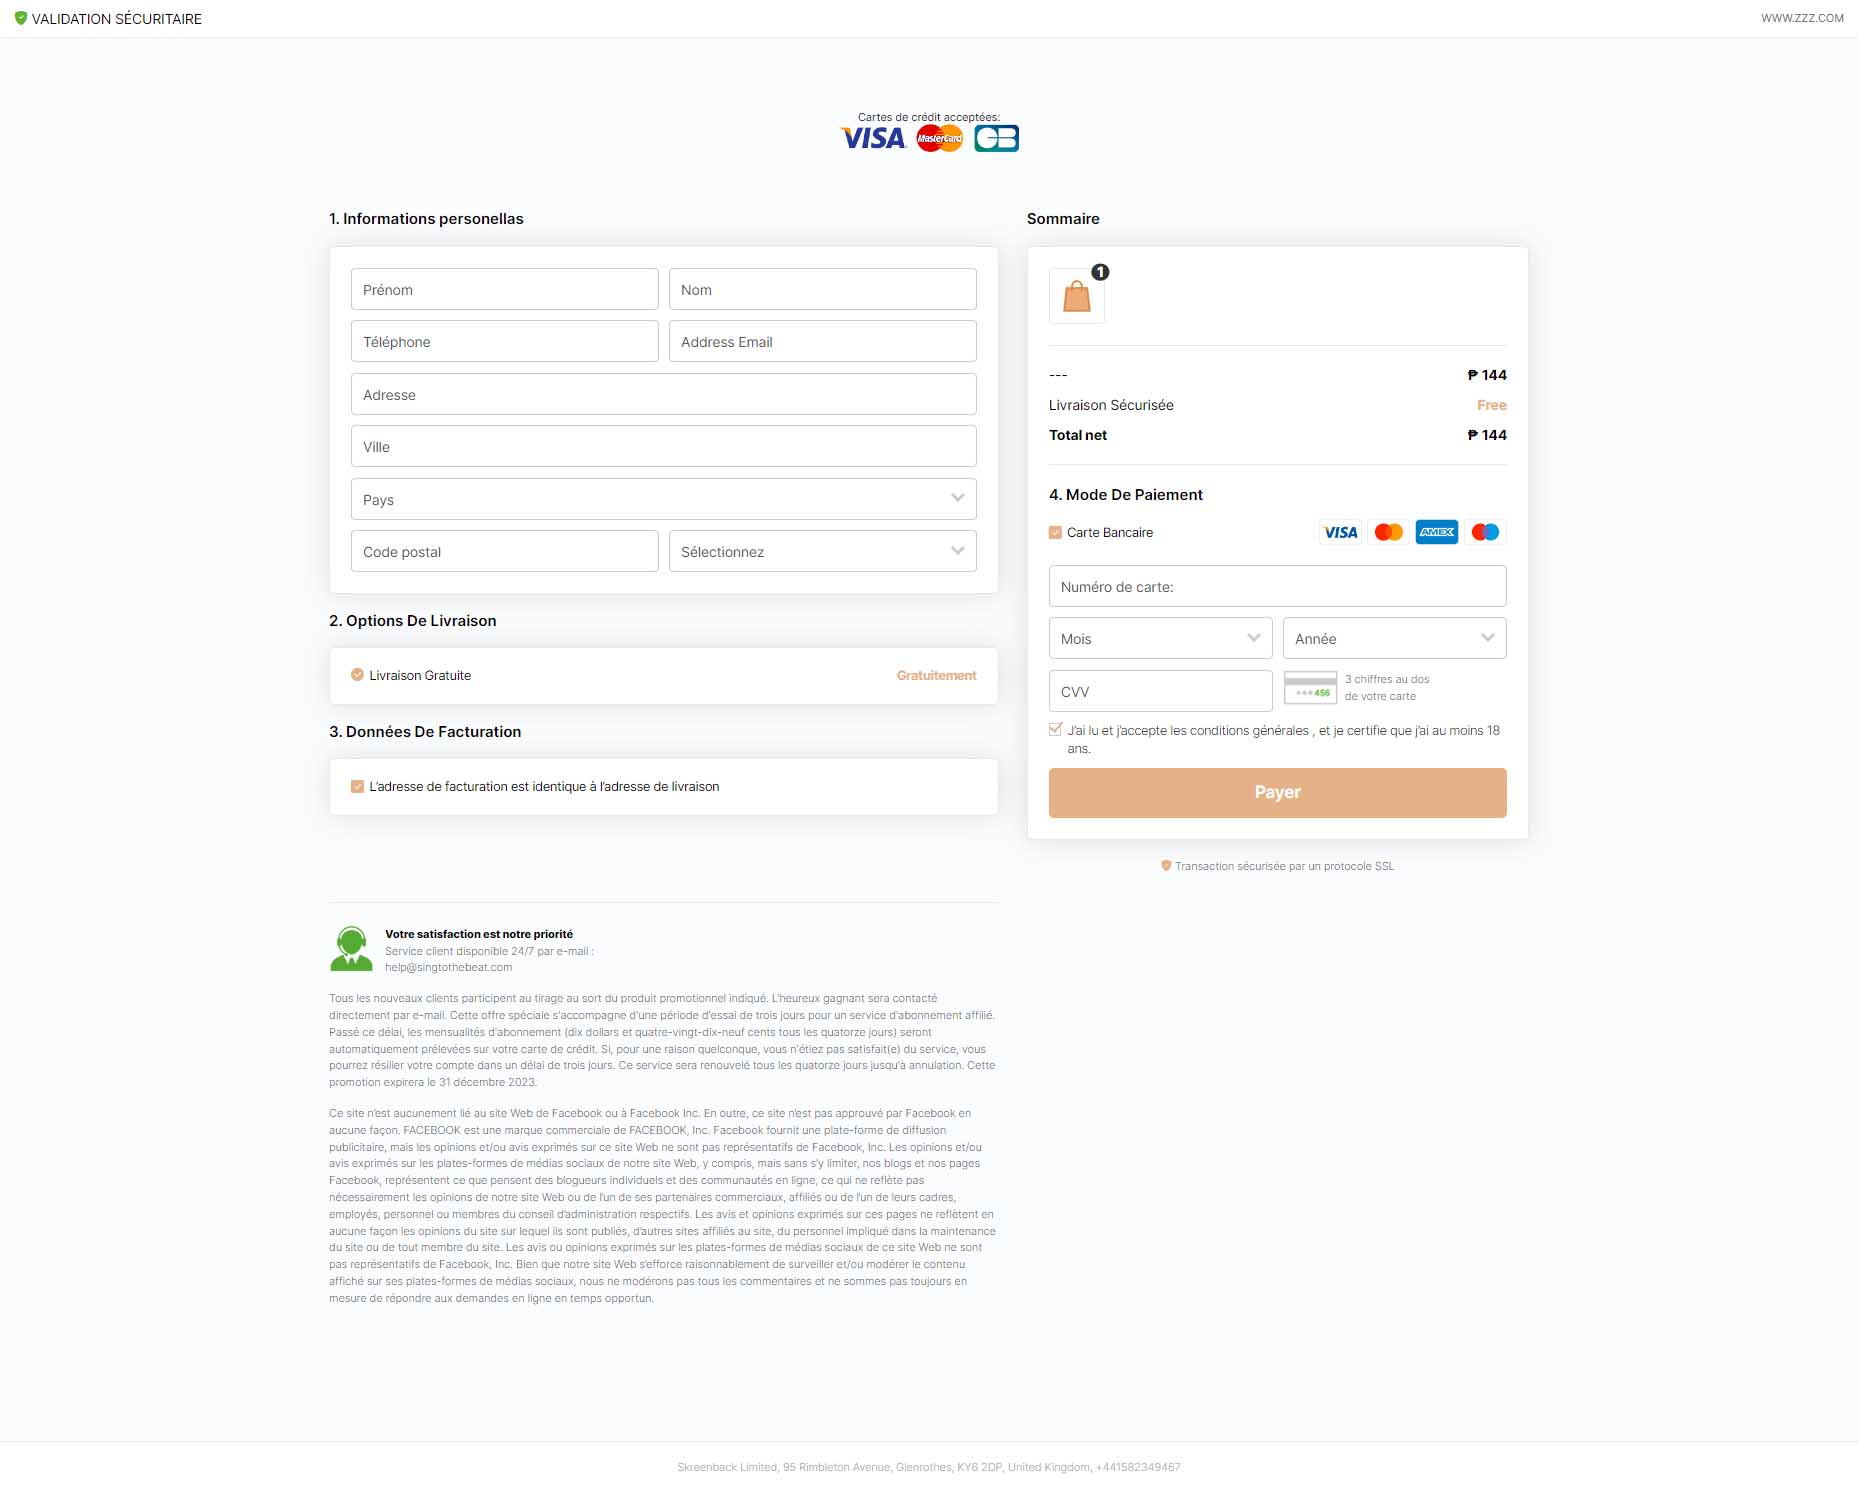 VALIDATION SÉCURITAIRE
WWW.ZZZ.COM
Cartes de crédit acceptées:
VISA MasterCard CB
1. Informations personellas
Prénom
Nom
Téléphone
Address Email
Adresse
Ville
Pays
Code postal
Sélectionnez
2. Options De Livraison
Livraison Gratuite
Gratuitement
3. Données De Facturation
L'adresse de facturation est identique à l'adresse de livraison
Sommaire
1
--- ₱ 144
Livraison Sécurisée Free
Total net ₱ 144
4. Mode De Paiement
Carte Bancaire
VISA AMEX
Numéro de carte:
Mois
Année
CVV
***456
3 chiffres au dos
de votre carte
J'ai lu et j'accepte les conditions générales , et je certifie que j'ai au moins 18
ans.
Payer
Transaction sécurisée par un protocole SSL
Votre satisfaction est notre priorité
Service client disponible 24/7 par e-mail :
help@singtothebeat.com
Tous les nouveaux clients participent au tirage au sort du produit promotionnel indiqué. L'heureux gagnant sera contacté
directement par e-mail. Cette offre spéciale s'accompagne d'une période d'essai de trois jours pour un service d'abonnement affilié.
Passé ce délai, les mensualités d'abonnement (dix dollars et quatre-vingt-dix-neuf cents tous les quatorze jours) seront
automatiquement prélevées sur votre carte de crédit. Si, pour une raison quelconque, vous n'étiez pas satisfait(e) du service, vous
pourrez résilier votre compte dans un délai de trois jours. Ce service sera renouvelé tous les quatorze jours jusqu'à annulation. Cette
promotion expirera le 31 décembre 2023.
Ce site n'est aucunement lié au site Web de Facebook ou à Facebook Inc. En outre, ce site n'est pas approuvé par Facebook en
aucune façon. FACEBOOK est une marque commerciale de FACEBOOK, Inc. Facebook fournit une plate-forme de diffusion
publicitaire, mais les opinions et/ou avis exprimés sur ce site Web ne sont pas représentatifs de Facebook, Inc. Les opinions et/ou
avis exprimés sur les plates-formes de médias sociaux de notre site Web, y compris, mais sans s'y limiter, nos blogs et nos pages
Facebook, représentent ce que pensent des blogueurs individuels et des communautés en ligne, ce qui ne reflète pas
nécessairement les opinions de notre site Web ou de l'un de ses partenaires commerciaux, affiliés ou de l'un de leurs cadres,
employés, personnel ou membres du conseil d'administration respectifs. Les avis et opinions exprimés sur ces pages ne reflètent en
aucune façon les opinions du site sur lequel ils sont publiés, d'autres sites affiliés au site, du personnel impliqué dans la maintenance
du site ou de tout membre du site. Les avis ou opinions exprimés sur les plates-formes de médias sociaux de ce site Web ne sont
pas représentatifs de Facebook, Inc. Bien que notre site Web s'efforce raisonnablement de surveiller et/ou modérer le contenu
affiché sur ses plates-formes de médias sociaux, nous ne modérons pas tous les commentaires et ne sommes pas toujours en
mesure de répondre aux demandes en ligne en temps opportun.
Skreenback Limited, 95 Rimbleton Avenue, Glenrothes, KY6 2DP, United Kingdom, +441582349467